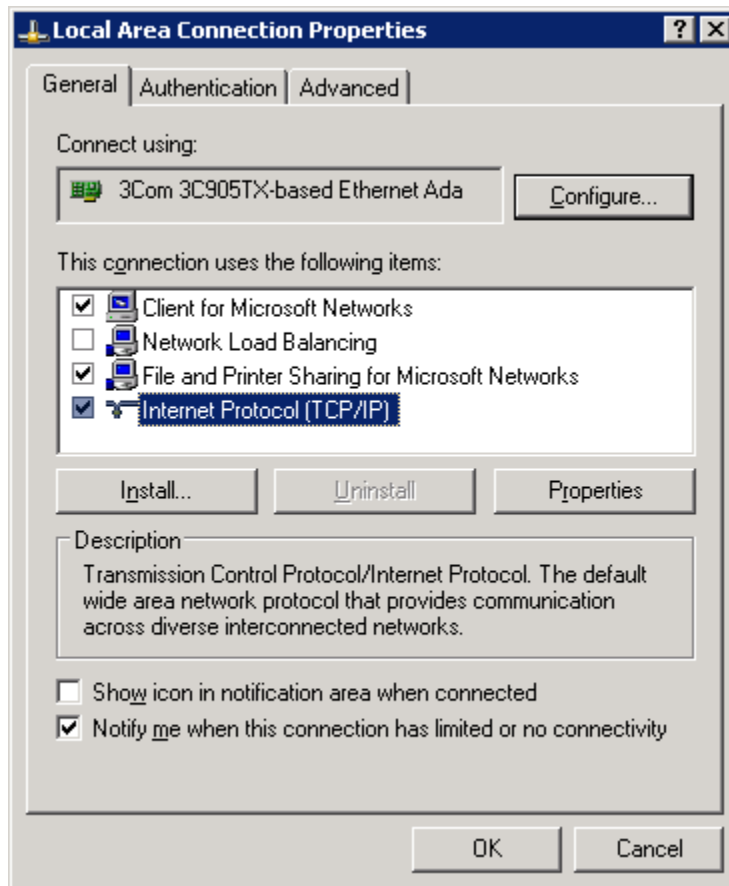 Local Area Connection Properties
General Authentication Advanced
Connect using:
3Com 3C905TX-based Ethernet Ada
Configure...
This connection uses the following items:
Client for Microsoft Networks
Network Load Balancing
File and Printer Sharing for Microsoft Networks
Internet Protocol (TCP/IP)
Install... Uninstall Properties
Description
Transmission Control Protocol/Internet Protocol. The default
wide area network protocol that provides communication
across diverse interconnected networks.
Show icon in notification area when connected
Notify me when this connection has limited or no connectivity
OK Cancel